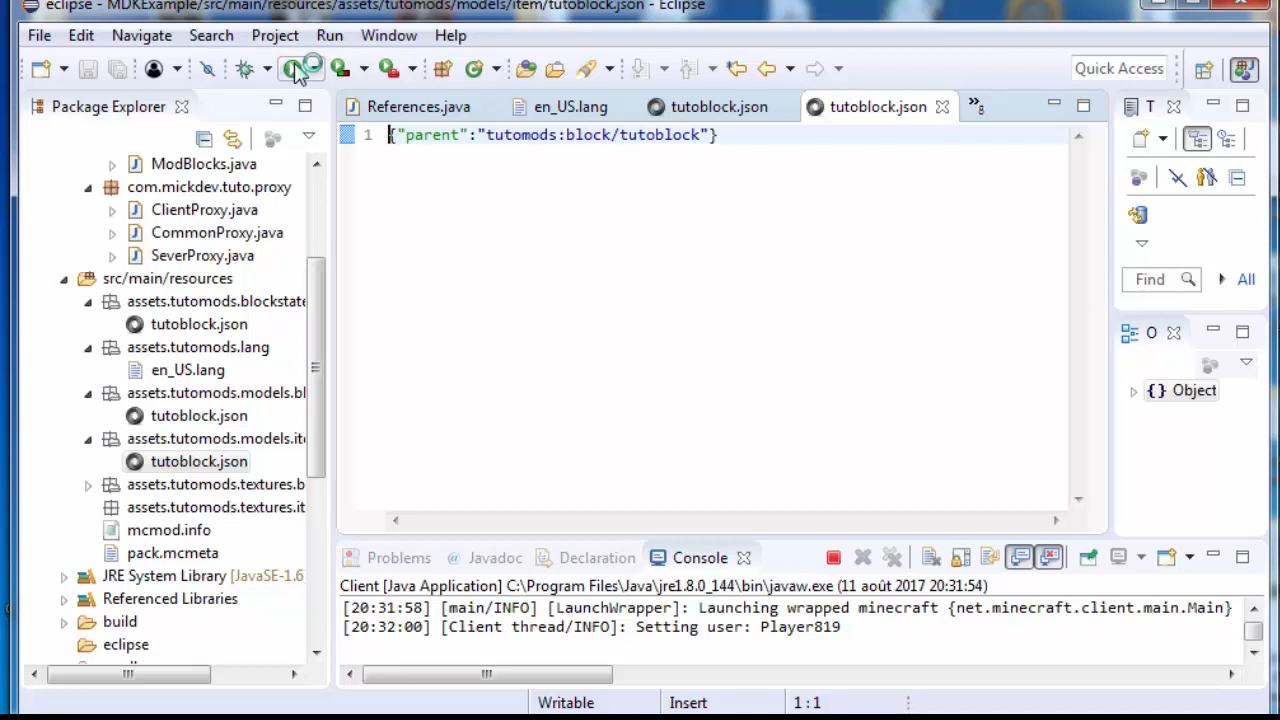 eclipse - MDKExample/src/main/resources/assets/tutomods/models/item/tutoblock.json - Eclipse
File Edit Navigate Search Project Run Window Help
Quick Access
Package Explorer
References.java en_US.lang tutoblock.json tutoblock.json »8
T
1 {"parent":"tutomods:block/tutoblock"}
ModBlocks.java
com.mickdev.tuto.proxy
ClientProxy.java
CommonProxy.java
SeverProxy.java
src/main/resources
assets.tutomods.blockstate
tutoblock.json
assets.tutomods.lang
en_US.lang
assets.tutomods.models.bl
tutoblock.json
assets.tutomods.models.ite
tutoblock.json
assets.tutomods.textures.b
assets.tutomods.textures.it
mcmod.info
pack.mcmeta
JRE System Library [JavaSE-1.6
Referenced Libraries
build
eclipse
Find All
O
{} Object
Problems @ Javadoc Declaration Console
Client [Java Application] C:\Program Files\Java\jre1.8.0_144\bin\javaw.exe (11 août 2017 20:31:54)
[20:31:58] [main/INFO] [LaunchWrapper]: Launching wrapped minecraft {net.minecraft.client.main.Main}
[20:32:00] [Client thread/INFO]: Setting user: Player819
Writable Insert 1:1